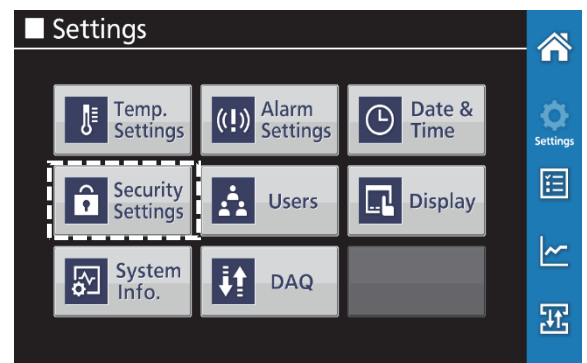 Settings
Temp.
Settings
Alarm
Settings
Date &
Time
Settings
Security
Settings
Users
Display
System
Info.
DAQ